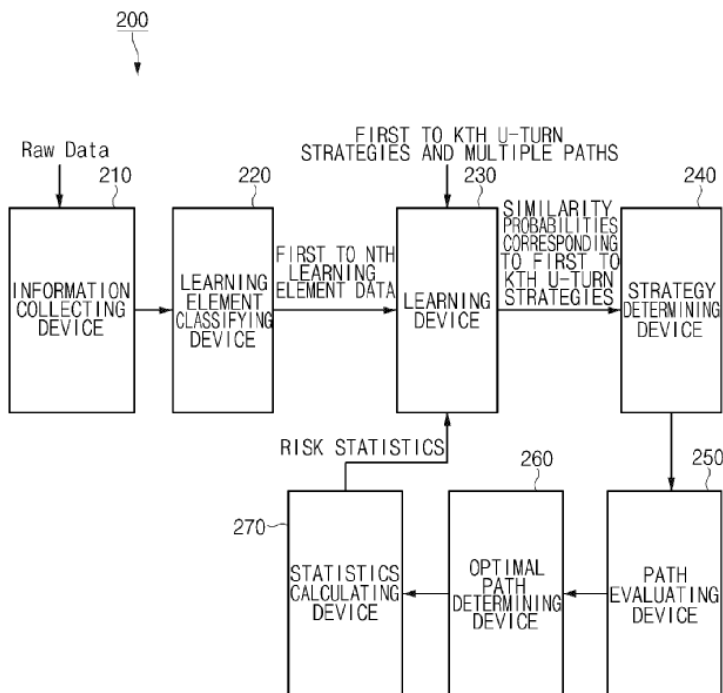 200
Raw Data
210
INFORMATION
COLLECTING
DEVICE
220
LEARNING
ELEMENT
CLASSIFYING
DEVICE
FIRST TO NTH
LEARNING
ELEMENT DATA
FIRST TO KTH U-TURN
STRATEGIES AND MULTIPLE PATHS
230
LEARNING
DEVICE
SIMILARITY
PROBABILITIES
CORRESPONDING
TO FIRST TO
KTH U-TURN
STRATEGIES
240
STRATEGY
DETERMINING
DEVICE
250
PATH
EVALUATING
DEVICE
260
OPTIMAL
PATH
DETERMINING
DEVICE
270
STATISTICS
CALCULATING
DEVICE
RISK STATISTICS